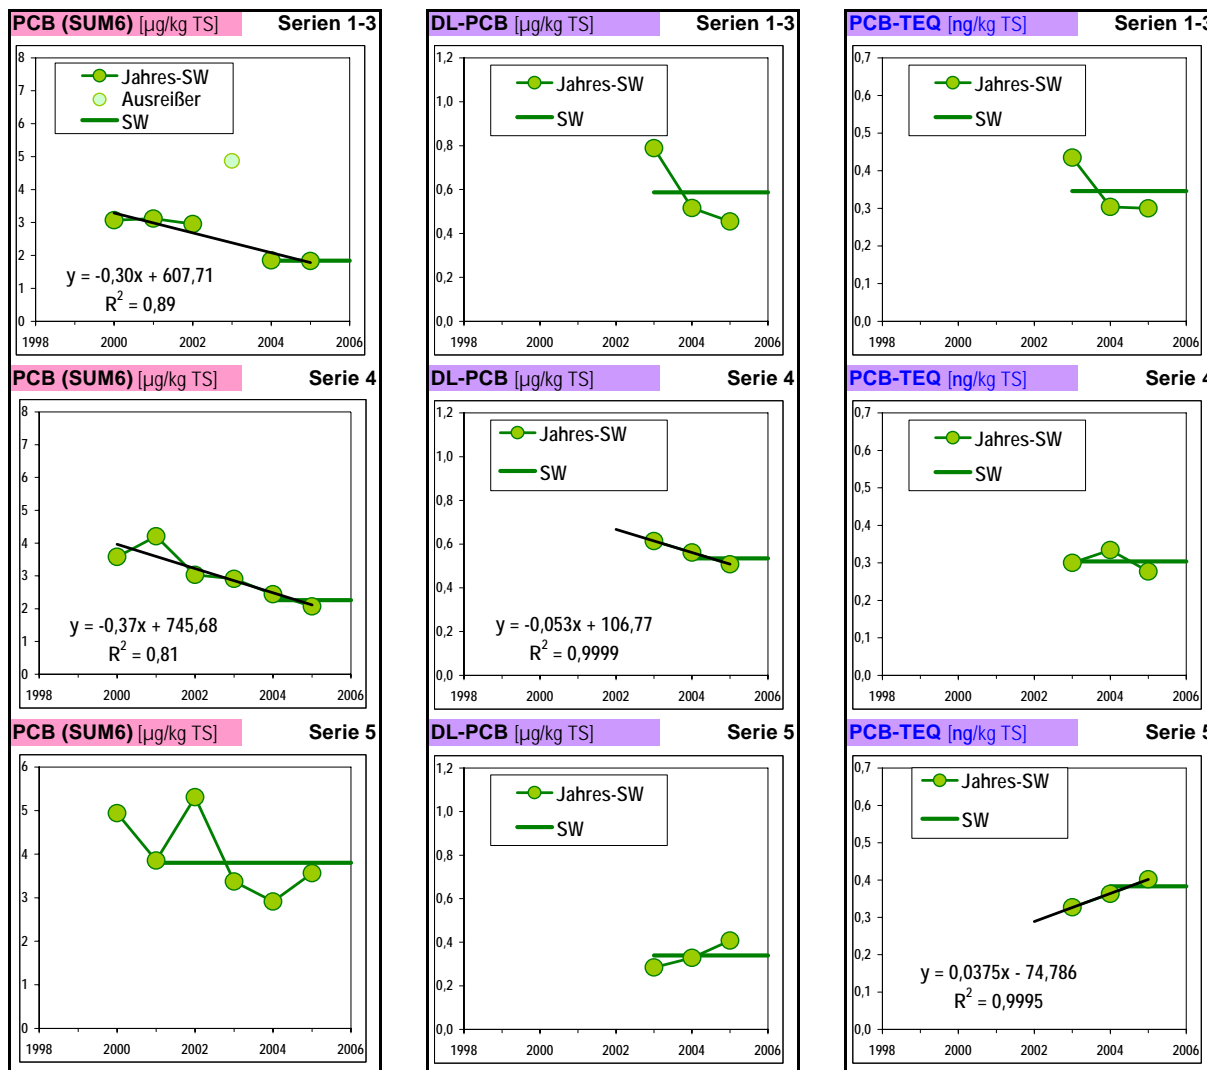 PCB (SUM6) [µg/kg TS] Serien 1-3
8
7
6
5
4
3
2
1
0
Jahres-SW
Ausreißer
SW
y = -0,30x + 607,71
R² = 0,89
1998 2000 2002 2004 2006
DL-PCB [µg/kg TS] Serien 1-3
1,2
1,0
0,8
0,6
0,4
0,2
0,0
Jahres-SW
SW
1998 2000 2002 2004 2006
PCB-TEQ [ng/kg TS] Serien 1-3
0,7
0,6
0,5
0,4
0,3
0,2
0,1
0,0
Jahres-SW
SW
1998 2000 2002 2004 2006
PCB (SUM6) [µg/kg TS] Serie 4
8
7
6
5
4
3
2
1
0
y = -0,37x + 745,68
R² = 0,81
1998 2000 2002 2004 2006
DL-PCB [µg/kg TS] Serie 4
1,2
1,0
0,8
0,6
0,4
0,2
0,0
Jahres-SW
SW
y = -0,053x + 106,77
R² = 0,9999
1998 2000 2002 2004 2006
PCB-TEQ [ng/kg TS] Serie 4
0,7
0,6
0,5
0,4
0,3
0,2
0,1
0,0
Jahres-SW
SW
1998 2000 2002 2004 2006
PCB (SUM6) [µg/kg TS] Serie 5
6
5
4
3
2
1
0
1998 2000 2002 2004 2006
DL-PCB [µg/kg TS] Serie 5
1,2
1,0
0,8
0,6
0,4
0,2
0,0
Jahres-SW
SW
1998 2000 2002 2004 2006
PCB-TEQ [ng/kg TS] Serie 5
0,7
0,6
0,5
0,4
0,3
0,2
0,1
0,0
Jahres-SW
SW
y = 0,0375x - 74,786
R² = 0,9995
1998 2000 2002 2004 2006